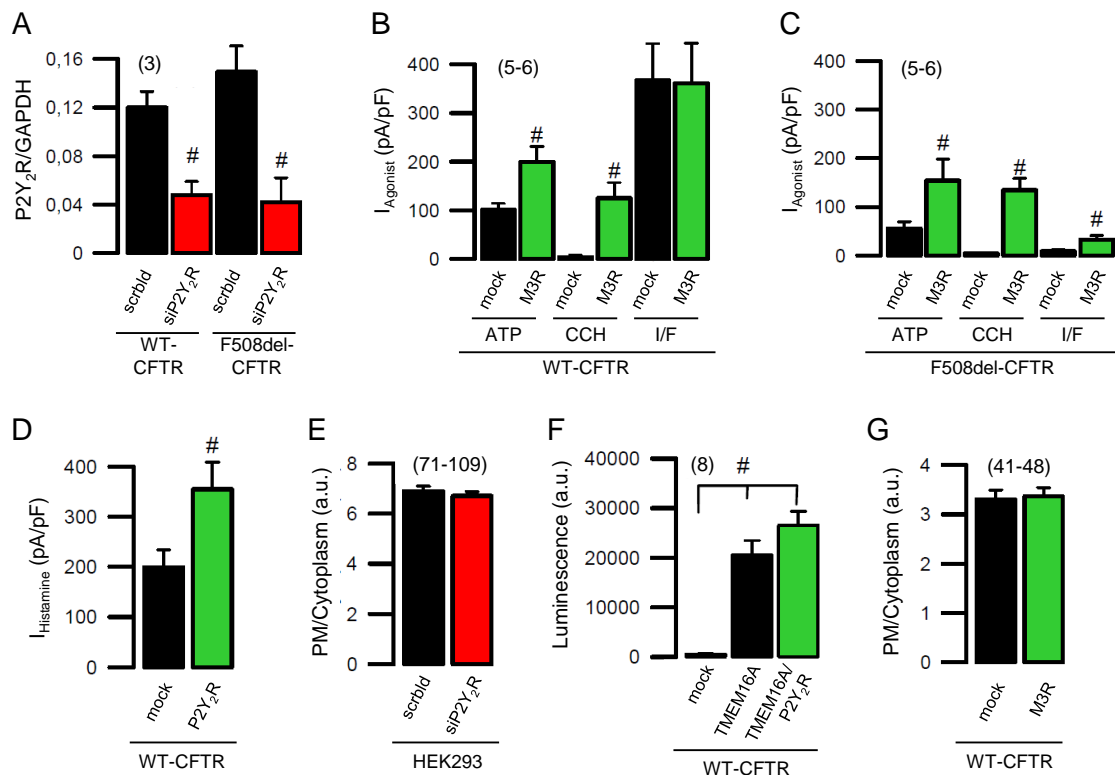 A
P2Y₂R/GAPDH
0,16
0,12
0,08
0,04
0
(3)
#
#
scrbld
siP2Y₂R
scrbld
siP2Y₂R
WT-
CFTR
F508del-
CFTR
B
I_Agonist (pA/pF)
400
300
200
100
0
(5-6)
#
#
mock
M3R
mock
M3R
mock
M3R
ATP
CCH
I/F
WT-CFTR
C
I_Agonist (pA/pF)
400
300
200
100
0
(5-6)
#
#
#
mock
M3R
mock
M3R
mock
M3R
ATP
CCH
I/F
F508del-CFTR
D
I_Histamine (pA/pF)
400
300
200
100
0
#
mock
P2Y₂R
WT-CFTR
E
PM/Cytoplasm (a.u.)
8
6
4
2
0
(71-109)
scrbld
siP2Y₂R
HEK293
F
Luminescence (a.u.)
40000
30000
20000
10000
0
(8)
#
mock
TMEM16A
TMEM16A/
P2Y₂R
WT-CFTR
G
PM/Cytoplasm (a.u.)
4
3
2
1
0
(41-48)
mock
M3R
WT-CFTR